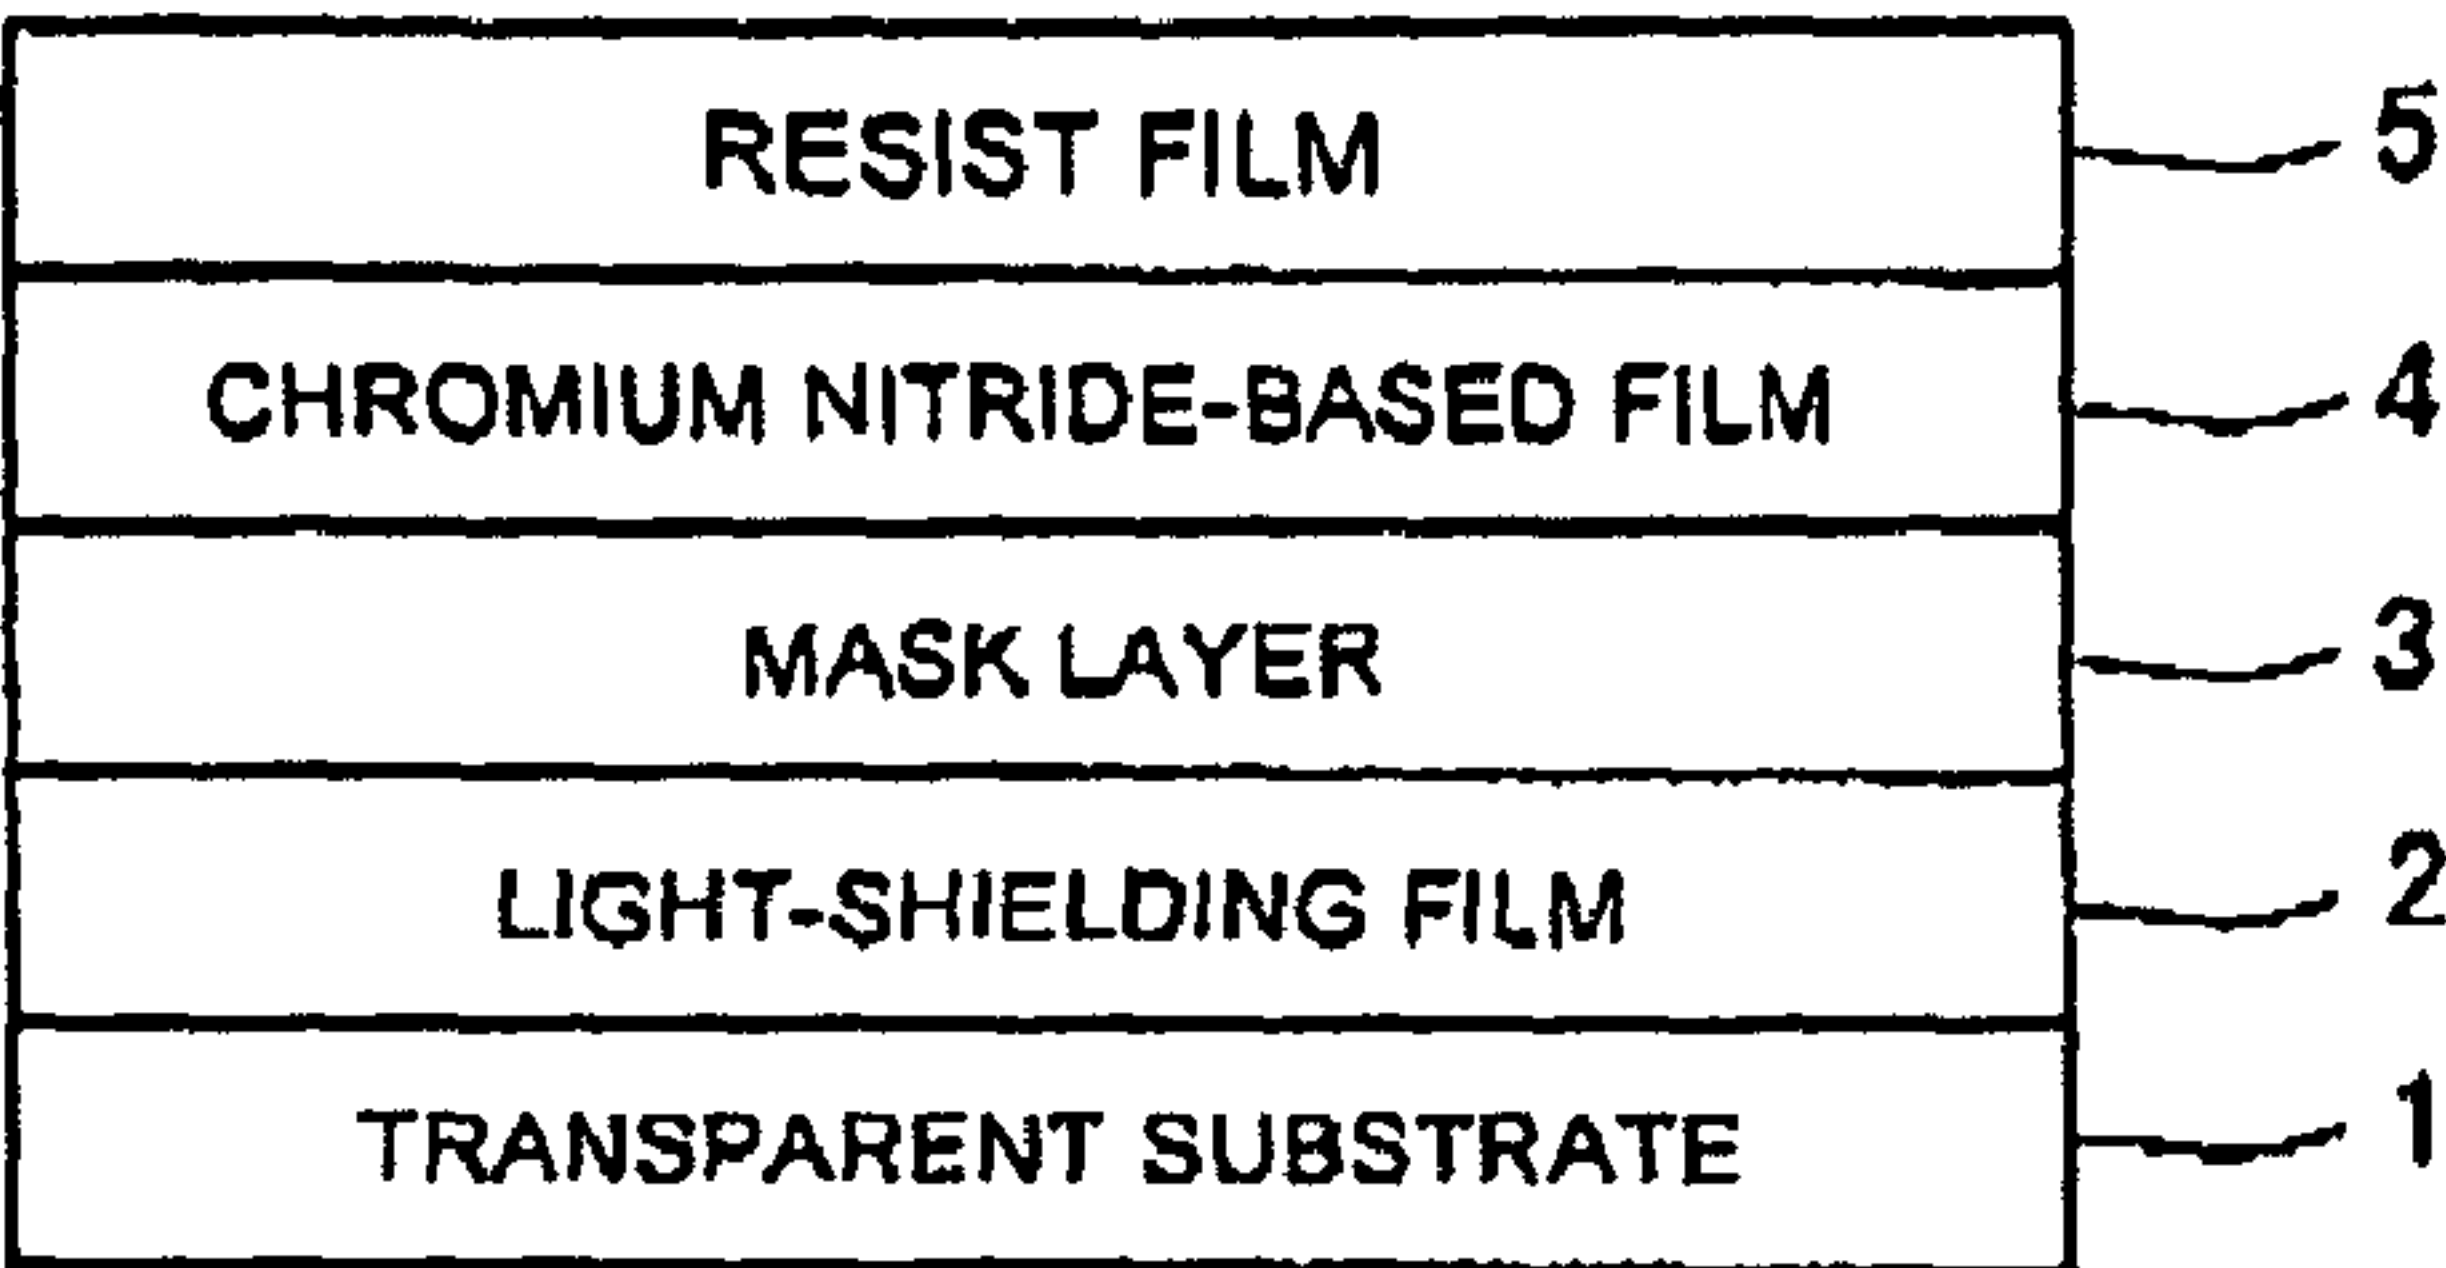 RESIST FILM 5
CHROMIUM NITRIDE-BASED FILM 4
MASK LAYER 3
LIGHT-SHIELDING FILM 2
TRANSPARENT SUBSTRATE 1